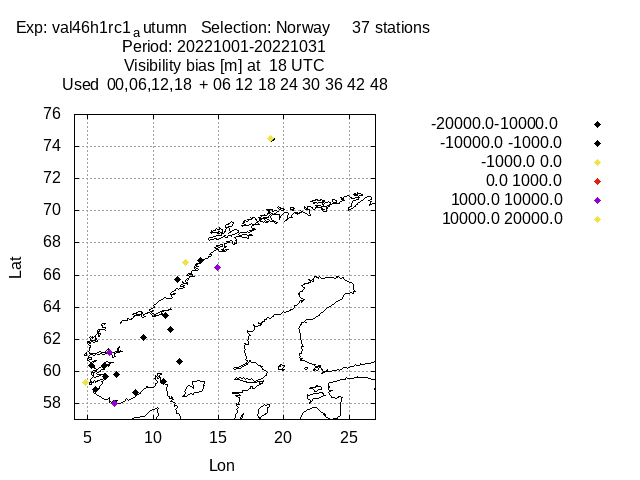 Exp: val46h1rc1autumn Selection: Norway 37 stations
Period: 20221001-20221031
Visibility bias [m] at 18 UTC
Used 00,06,12,18 + 06 12 18 24 30 36 42 48
-20000.0-10000.0
-10000.0 -1000.0
-1000.0 0.0
0.0 1000.0
1000.0 10000.0
10000.0 20000.0
76
74
72
70
68
66
64
62
60
58
Lat
5 10 15 20 25
Lon